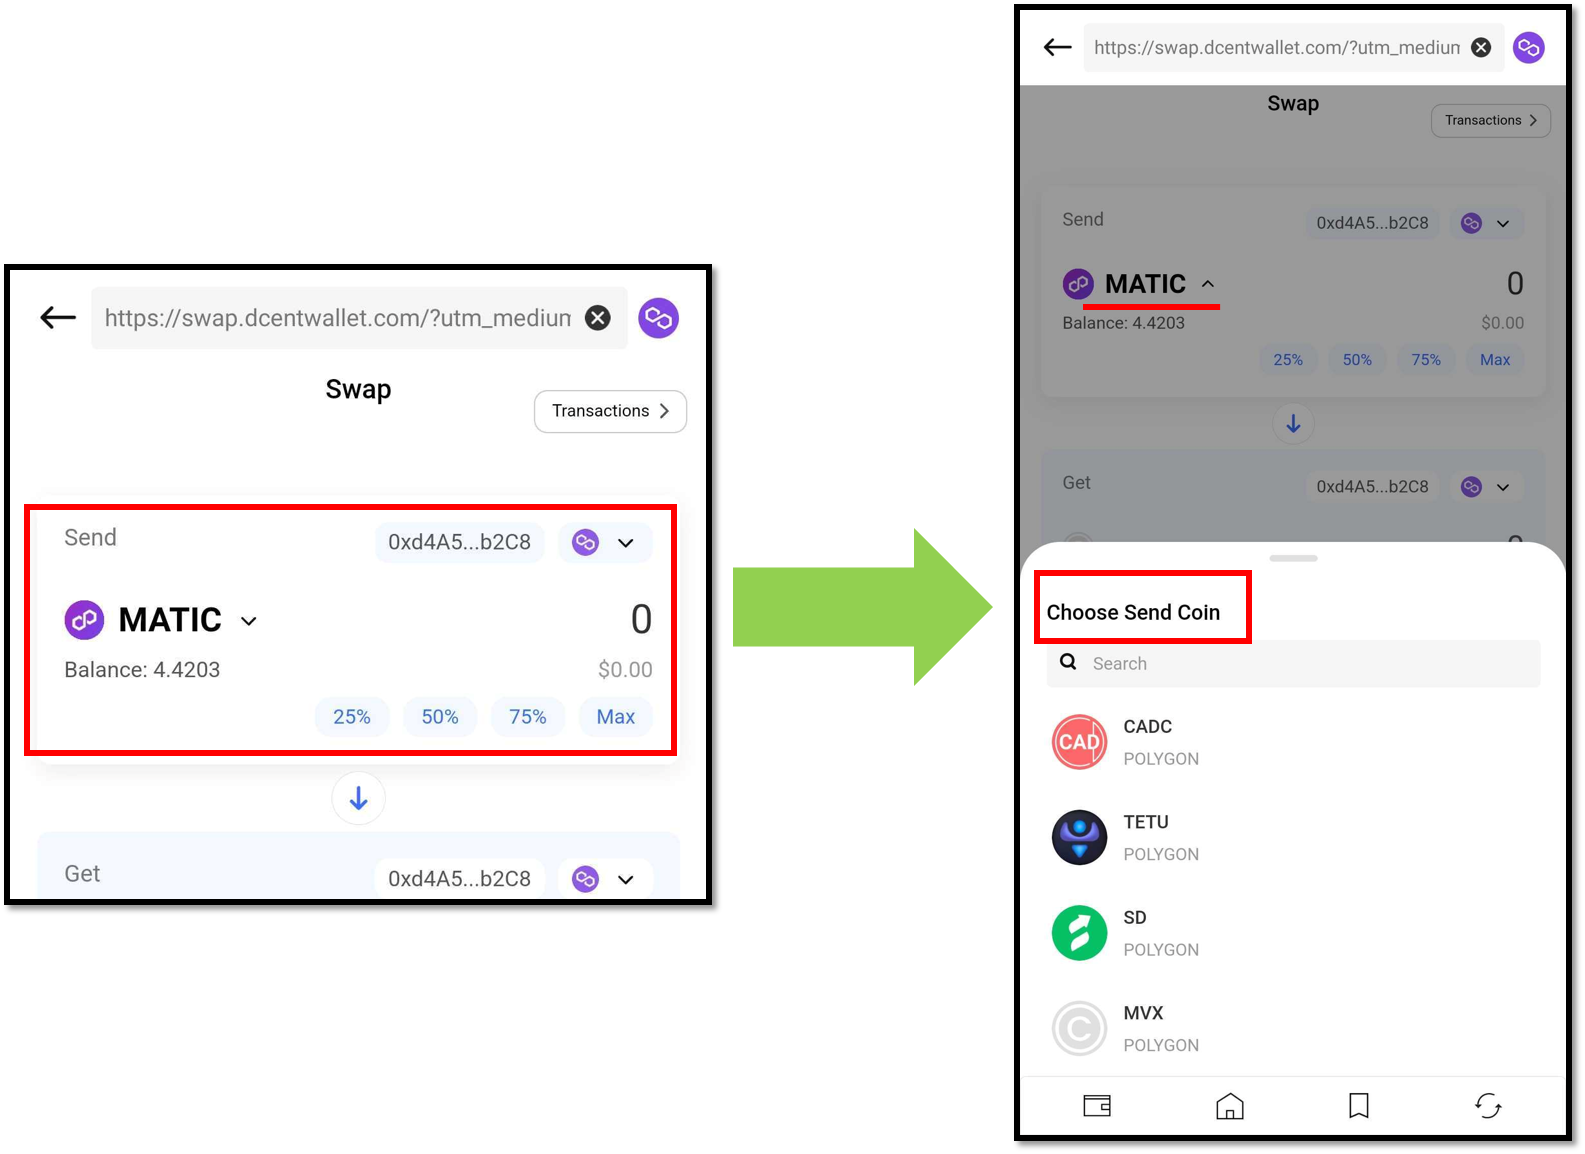 https://swap.dcentwallet.com/?utm_medium
Swap
Transactions
Send
0xd4A5...b2C8
MATIC
0
Balance: 4.4203
$0.00
25%
50%
75%
Max
Get
0xd4A5...b2C8
https://swap.dcentwallet.com/?utm_medium
Swap
Transactions
Send
0xd4A5...b2C8
MATIC
0
Balance: 4.4203
$0.00
25%
50%
75%
Max
Get
0xd4A5...b2C8
0
Choose Send Coin
Search
CAD
CADC
POLYGON
TETU
POLYGON
SD
POLYGON
C
MVX
POLYGON